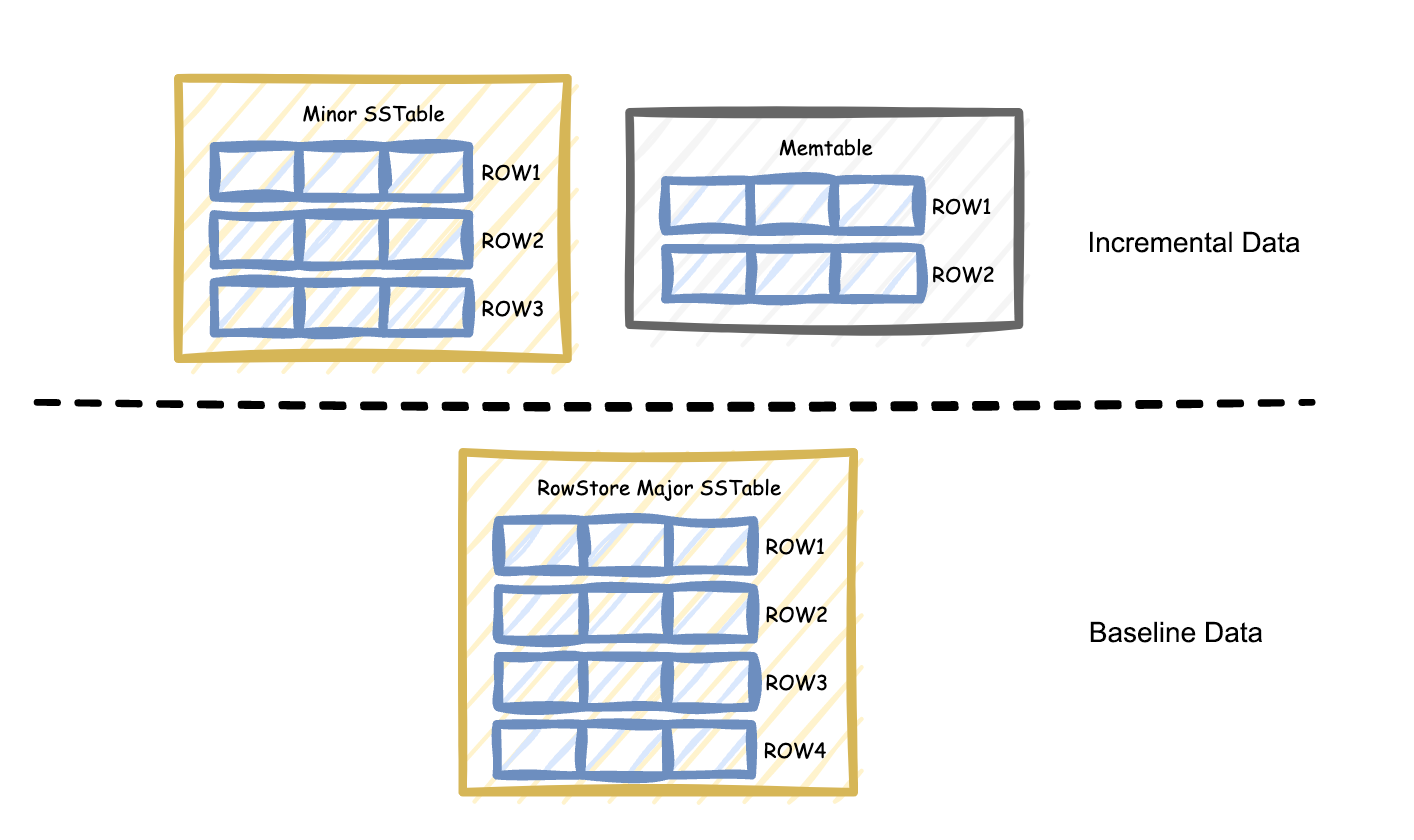 Minor SSTable
ROW1
ROW2
ROW3
Memtable
ROW1
ROW2
Incremental Data
RowStore Major SSTable
ROW1
ROW2
ROW3
ROW4
Baseline Data